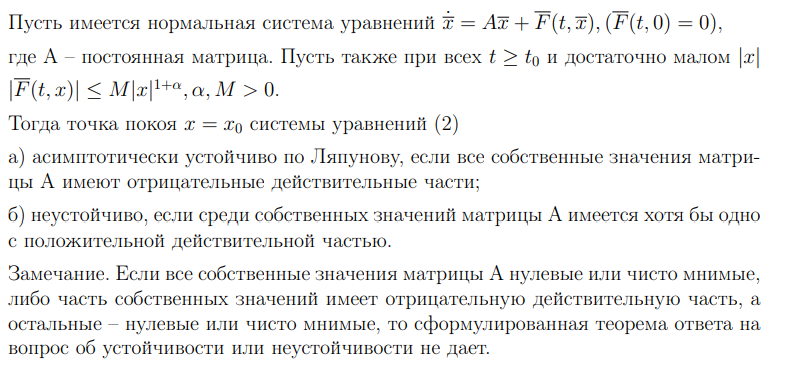 Пусть имеется нормальная система уравнений $\dot{\overline{x}} = A\overline{x} + \overline{F}(t, \overline{x}), (\overline{F}(t, 0) = 0)$,
где A – постоянная матрица. Пусть также при всех $t \geq t_0$ и достаточно малом $|x|$
$|\overline{F}(t, x)| \leq M|x|^{1+\alpha}, \alpha, M > 0.$
Тогда точка покоя $x = x_0$ системы уравнений (2)
а) асимптотически устойчиво по Ляпунову, если все собственные значения матри-
цы A имеют отрицательные действительные части;
б) неустойчиво, если среди собственных значений матрицы A имеется хотя бы одно
с положительной действительной частью.
Замечание. Если все собственные значения матрицы A нулевые или чисто мнимые,
либо часть собственных значений имеет отрицательную действительную часть, а
остальные – нулевые или чисто мнимые, то сформулированная теорема ответа на
вопрос об устойчивости или неустойчивости не дает.